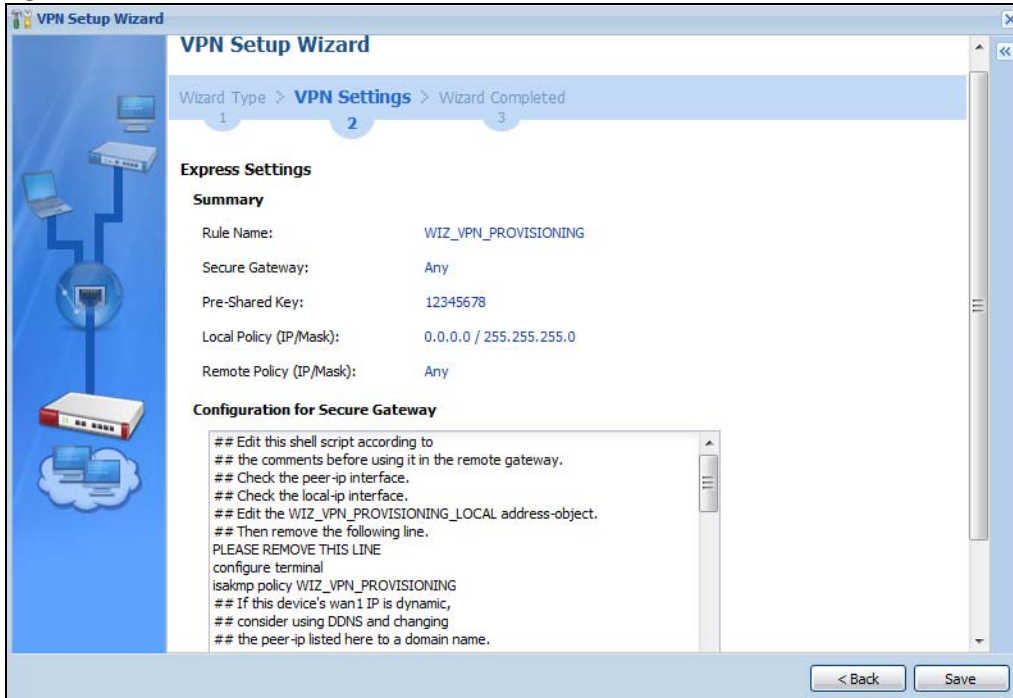 VPN Setup Wizard
VPN Setup Wizard
Wizard Type > VPN Settings > Wizard Completed
1 2 3
Express Settings
Summary
Rule Name: WIZ_VPN_PROVISIONING
Secure Gateway: Any
Pre-Shared Key: 12345678
Local Policy (IP/Mask): 0.0.0.0 / 255.255.255.0
Remote Policy (IP/Mask): Any
Configuration for Secure Gateway
## Edit this shell script according to
## the comments before using it in the remote gateway.
## Check the peer-ip interface.
## Check the local-ip interface.
## Edit the WIZ_VPN_PROVISIONING_LOCAL address-object.
## Then remove the following line.
PLEASE REMOVE THIS LINE
configure terminal
isakmp policy WIZ_VPN_PROVISIONING
## If this device's wan1 IP is dynamic,
## consider using DDNS and changing
## the peer-ip listed here to a domain name.
< Back Save